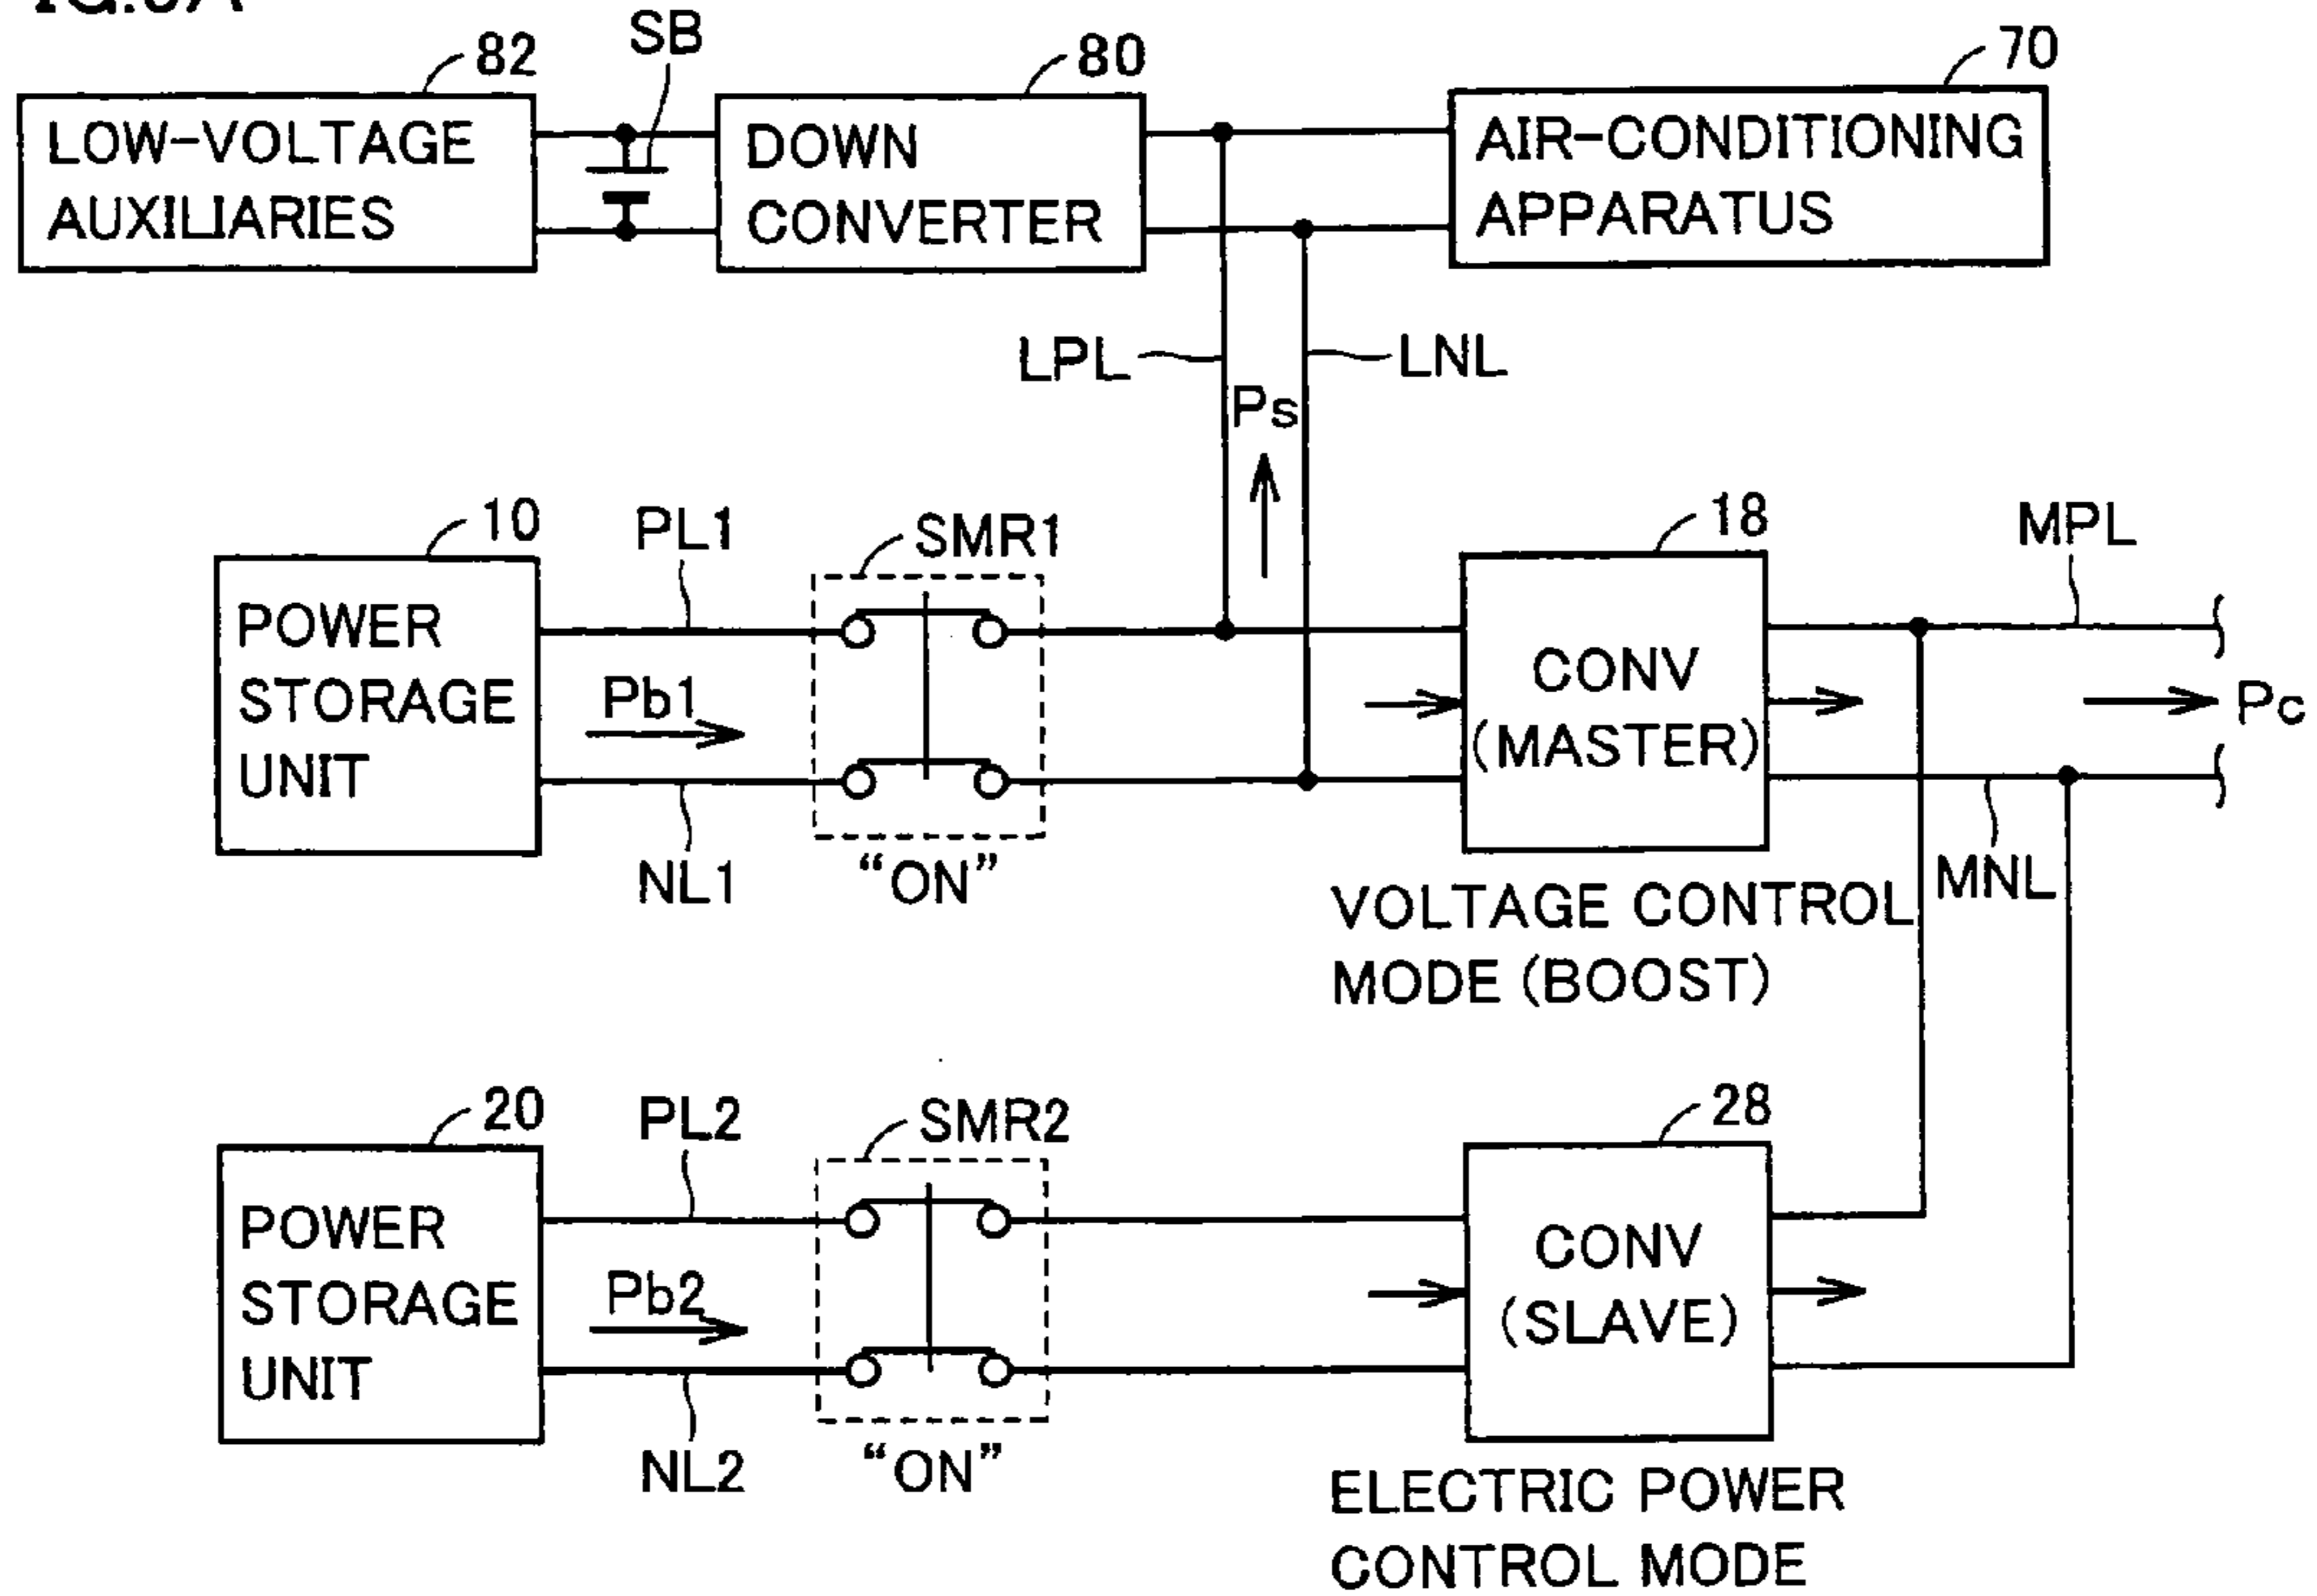 SB
82
80
70
LOW-VOLTAGE
AUXILIARIES
DOWN
CONVERTER
AIR-CONDITIONING
APPARATUS
LPL
LNL
Ps
10
PL1
SMR1
18
MPL
POWER
STORAGE
UNIT
Pb1
CONV
(MASTER)
Pc
NL1
“ON”
MNL
VOLTAGE CONTROL
MODE (BOOST)
20
PL2
SMR2
28
POWER
STORAGE
UNIT
Pb2
CONV
(SLAVE)
NL2
“ON”
ELECTRIC POWER
CONTROL MODE